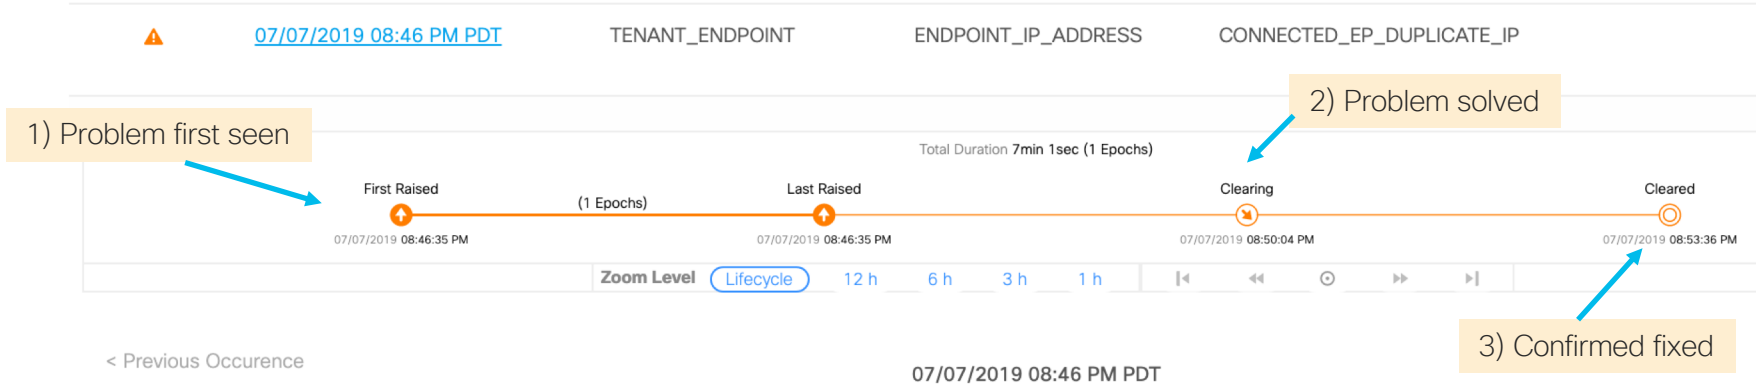 07/07/2019 08:46 PM PDT TENANT_ENDPOINT ENDPOINT_IP_ADDRESS CONNECTED_EP_DUPLICATE_IP
2) Problem solved
1) Problem first seen
Total Duration 7min 1sec (1 Epochs)
First Raised (1 Epochs) Last Raised Clearing Cleared
07/07/2019 08:46:35 PM 07/07/2019 08:46:35 PM 07/07/2019 08:50:04 PM 07/07/2019 08:53:36 PM
Zoom Level Lifecycle 12 h 6 h 3 h 1 h
3) Confirmed fixed
< Previous Occurence
07/07/2019 08:46 PM PDT